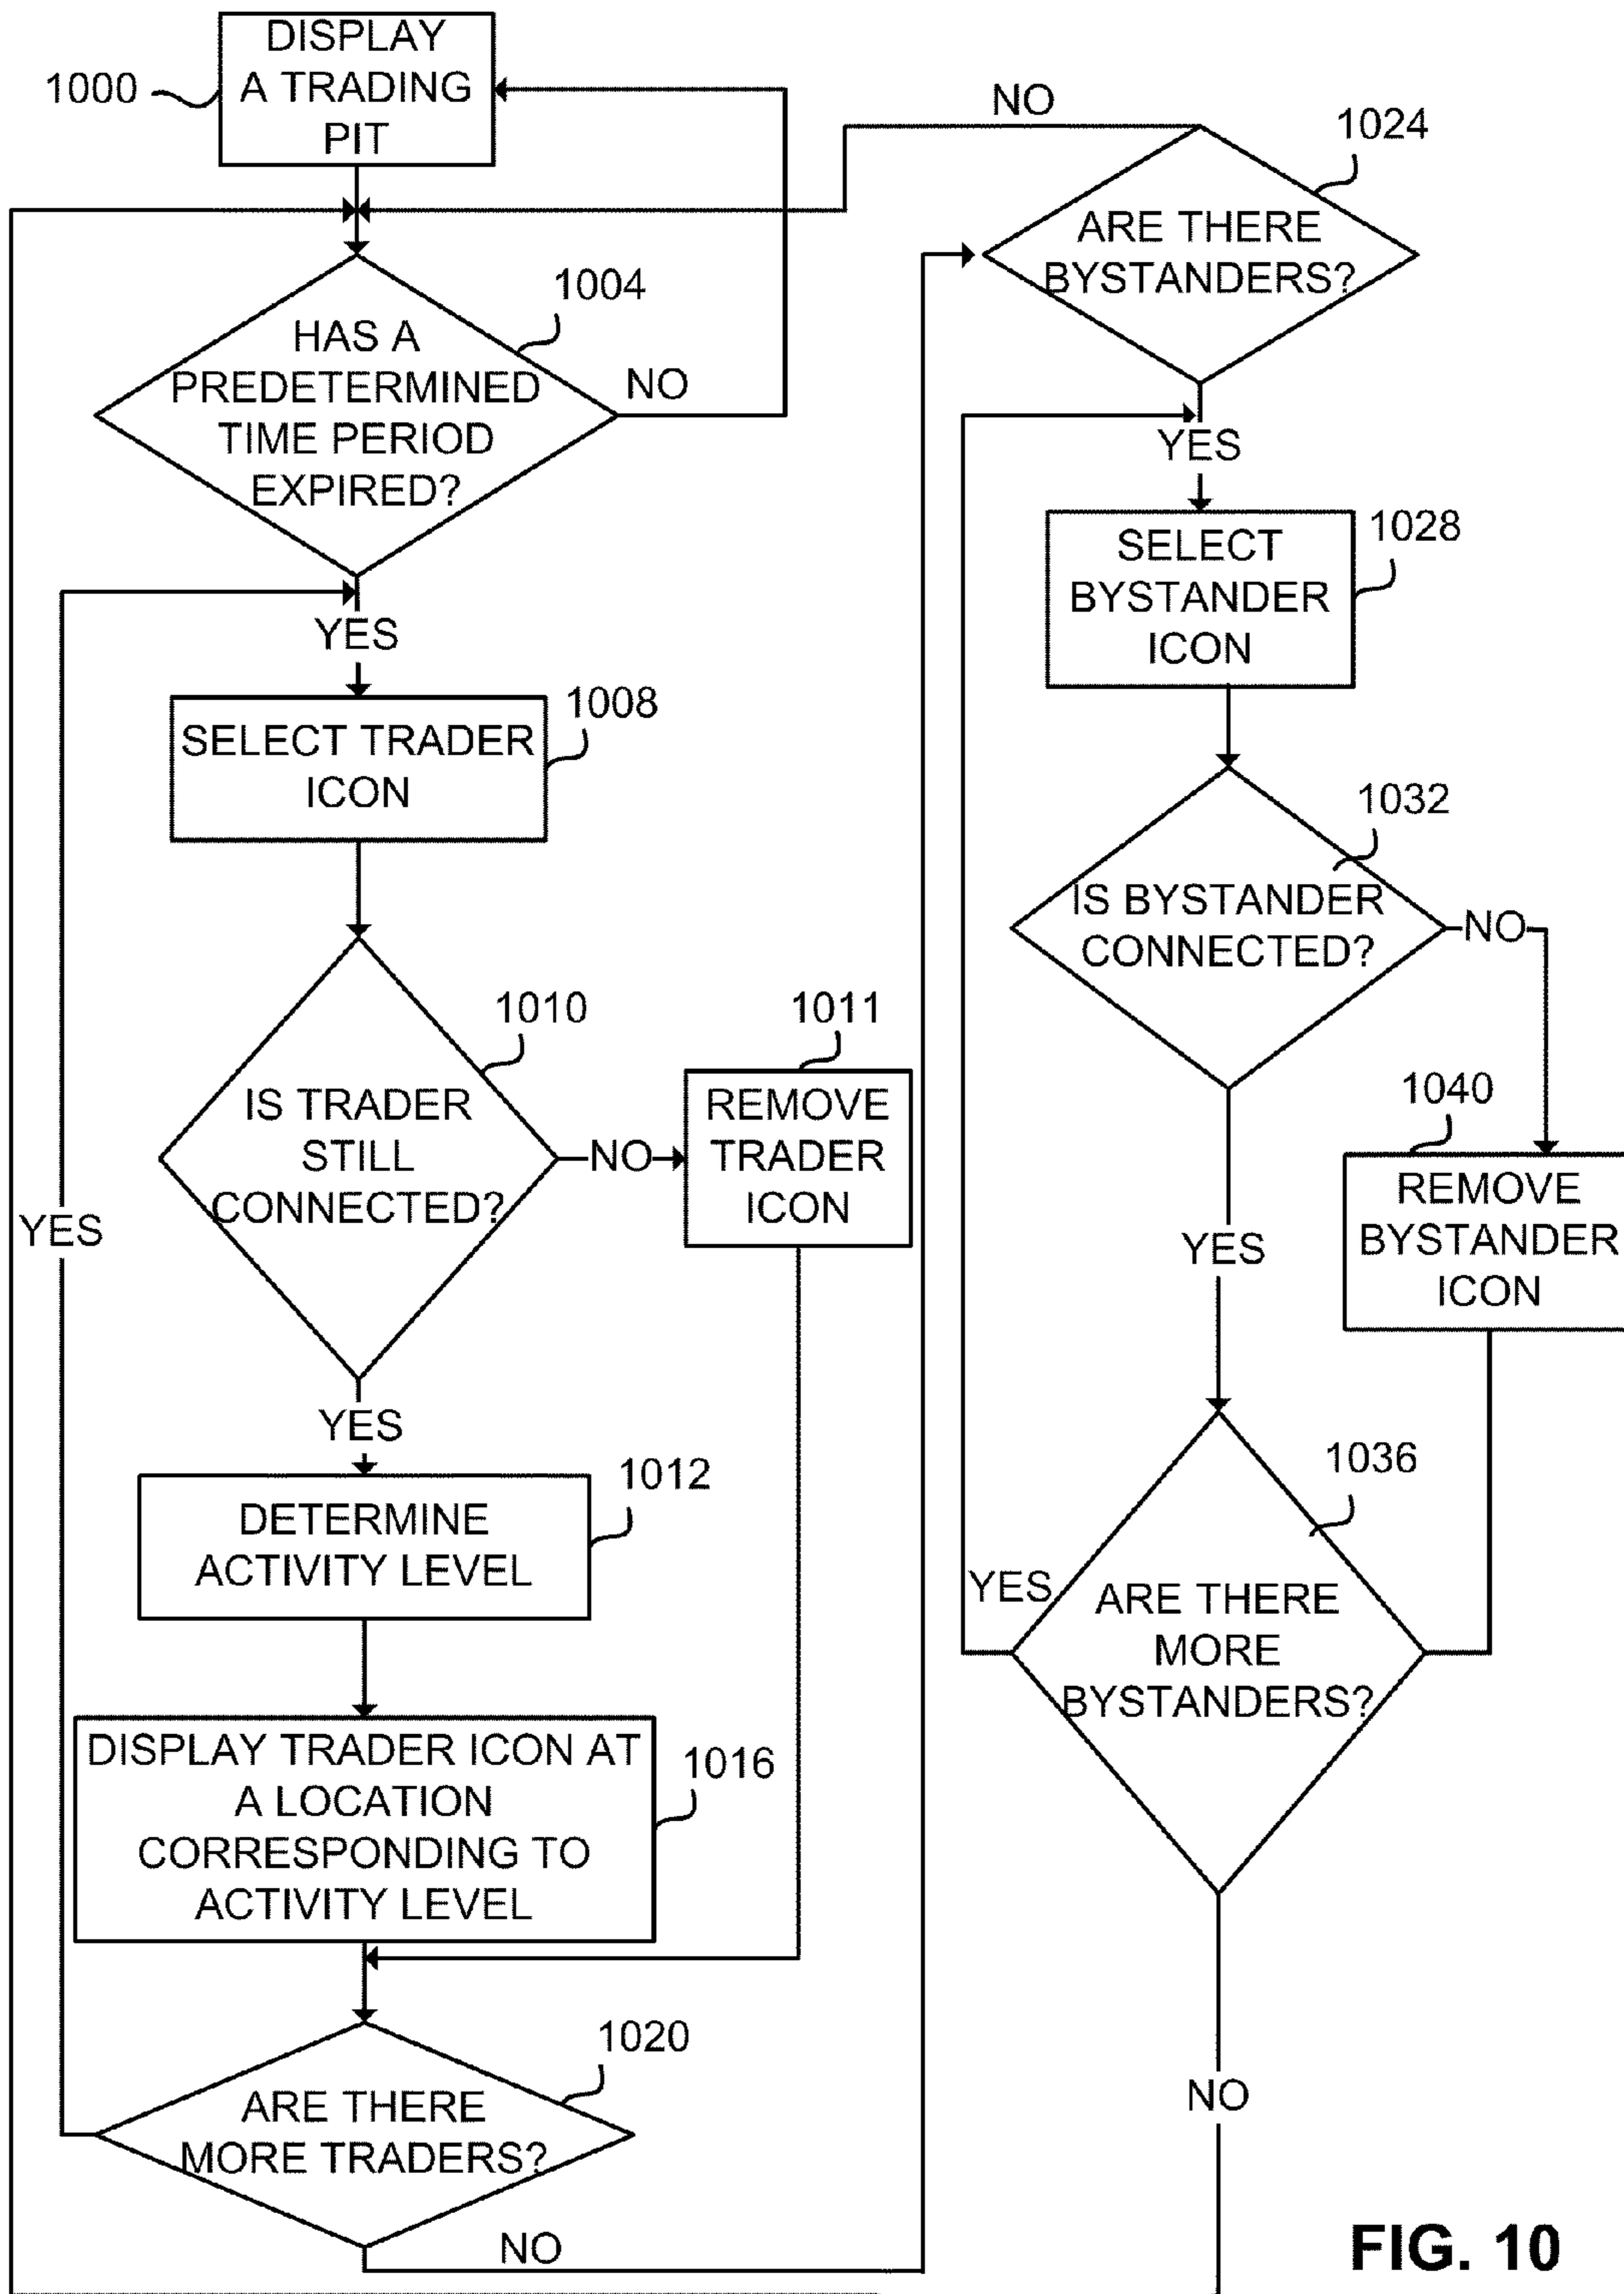 DISPLAY
A TRADING
PIT
1000
HAS A
PREDETERMINED
TIME PERIOD
EXPIRED?
1004
NO
YES
SELECT TRADER
ICON
1008
IS TRADER
STILL
CONNECTED?
1010
NO
1011
REMOVE
TRADER
ICON
YES
DETERMINE
ACTIVITY LEVEL
1012
DISPLAY TRADER ICON AT
A LOCATION
CORRESPONDING TO
ACTIVITY LEVEL
1016
ARE THERE
MORE TRADERS?
1020
YES
NO
NO
ARE THERE
BYSTANDERS?
1024
YES
SELECT
BYSTANDER
ICON
1028
IS BYSTANDER
CONNECTED?
1032
NO
1040
REMOVE
BYSTANDER
ICON
YES
ARE THERE
MORE
BYSTANDERS?
1036
YES
NO
FIG. 10